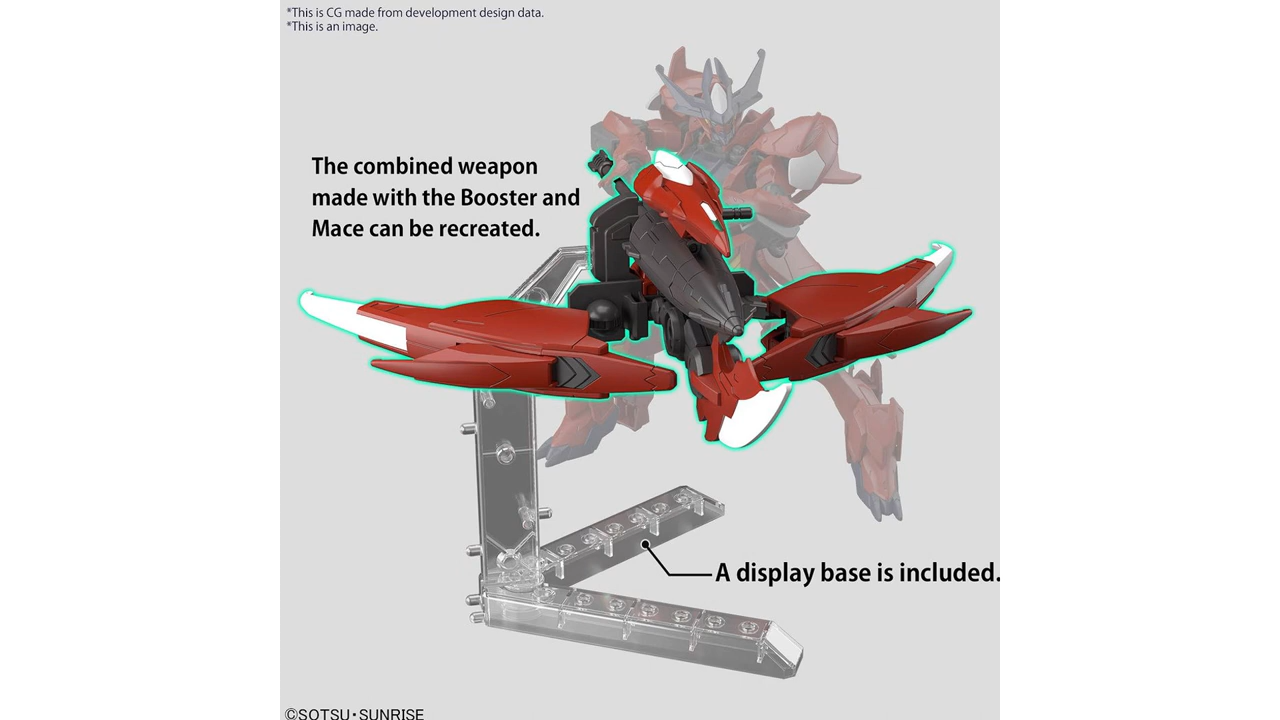 *This is CG made from development design data.
*This is an image.
The combined weapon
made with the Booster and
Mace can be recreated.
A display base is included.
©SOTSU・SUNRISE